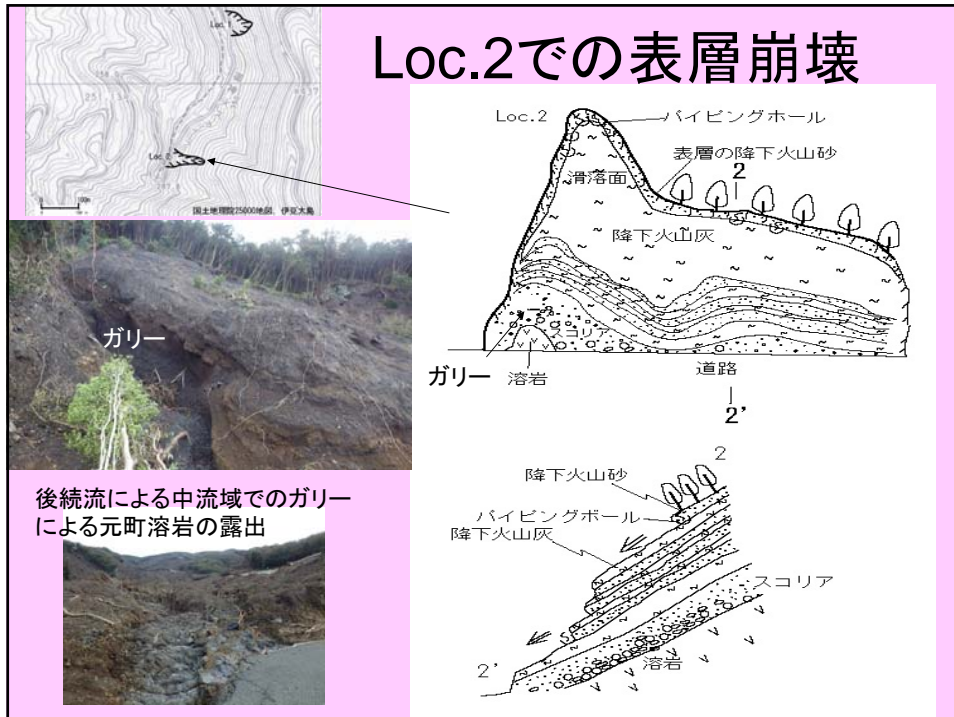 Loc.2での表層崩壊
Loc. 1
Loc. 2
0 100m
国土地理院25000地図、伊豆大島
ガリー
後続流による中流域でのガリー
による元町溶岩の露出
Loc.2
パイピングホール
表層の降下火山砂
2
滑落面
降下火山灰
スコリア
ガリー
溶岩
道路
2'
2
降下火山砂
パイピングホール
降下火山灰
スコリア
溶岩
2'